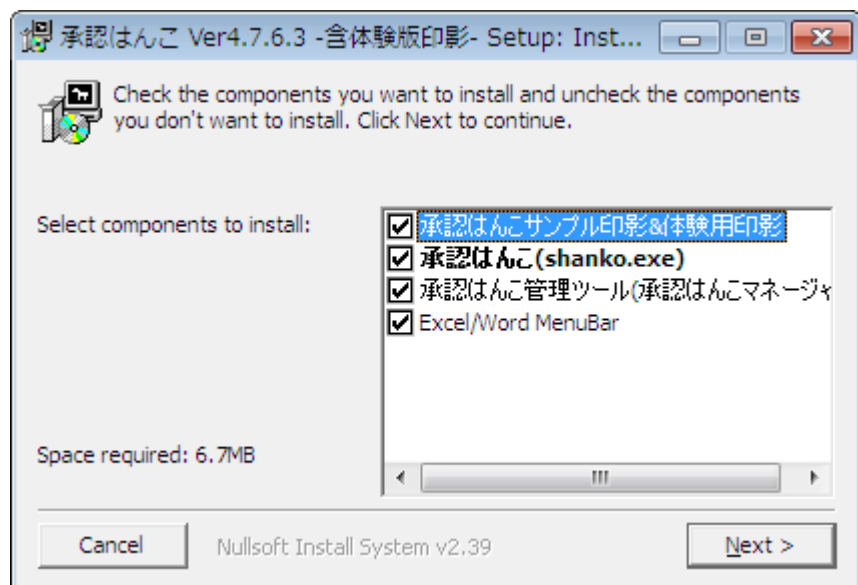 承認はんこ Ver4.7.6.3 -含体験版印影- Setup: Inst...
Check the components you want to install and uncheck the components
you don't want to install. Click Next to continue.
Select components to install:
承認はんこサンプル印影&体験用印影
承認はんこ(shanko.exe)
承認はんこ管理ツール(承認はんこマネージャ
Excel/Word MenuBar
Space required: 6.7MB
Cancel
Nullsoft Install System v2.39
Next >